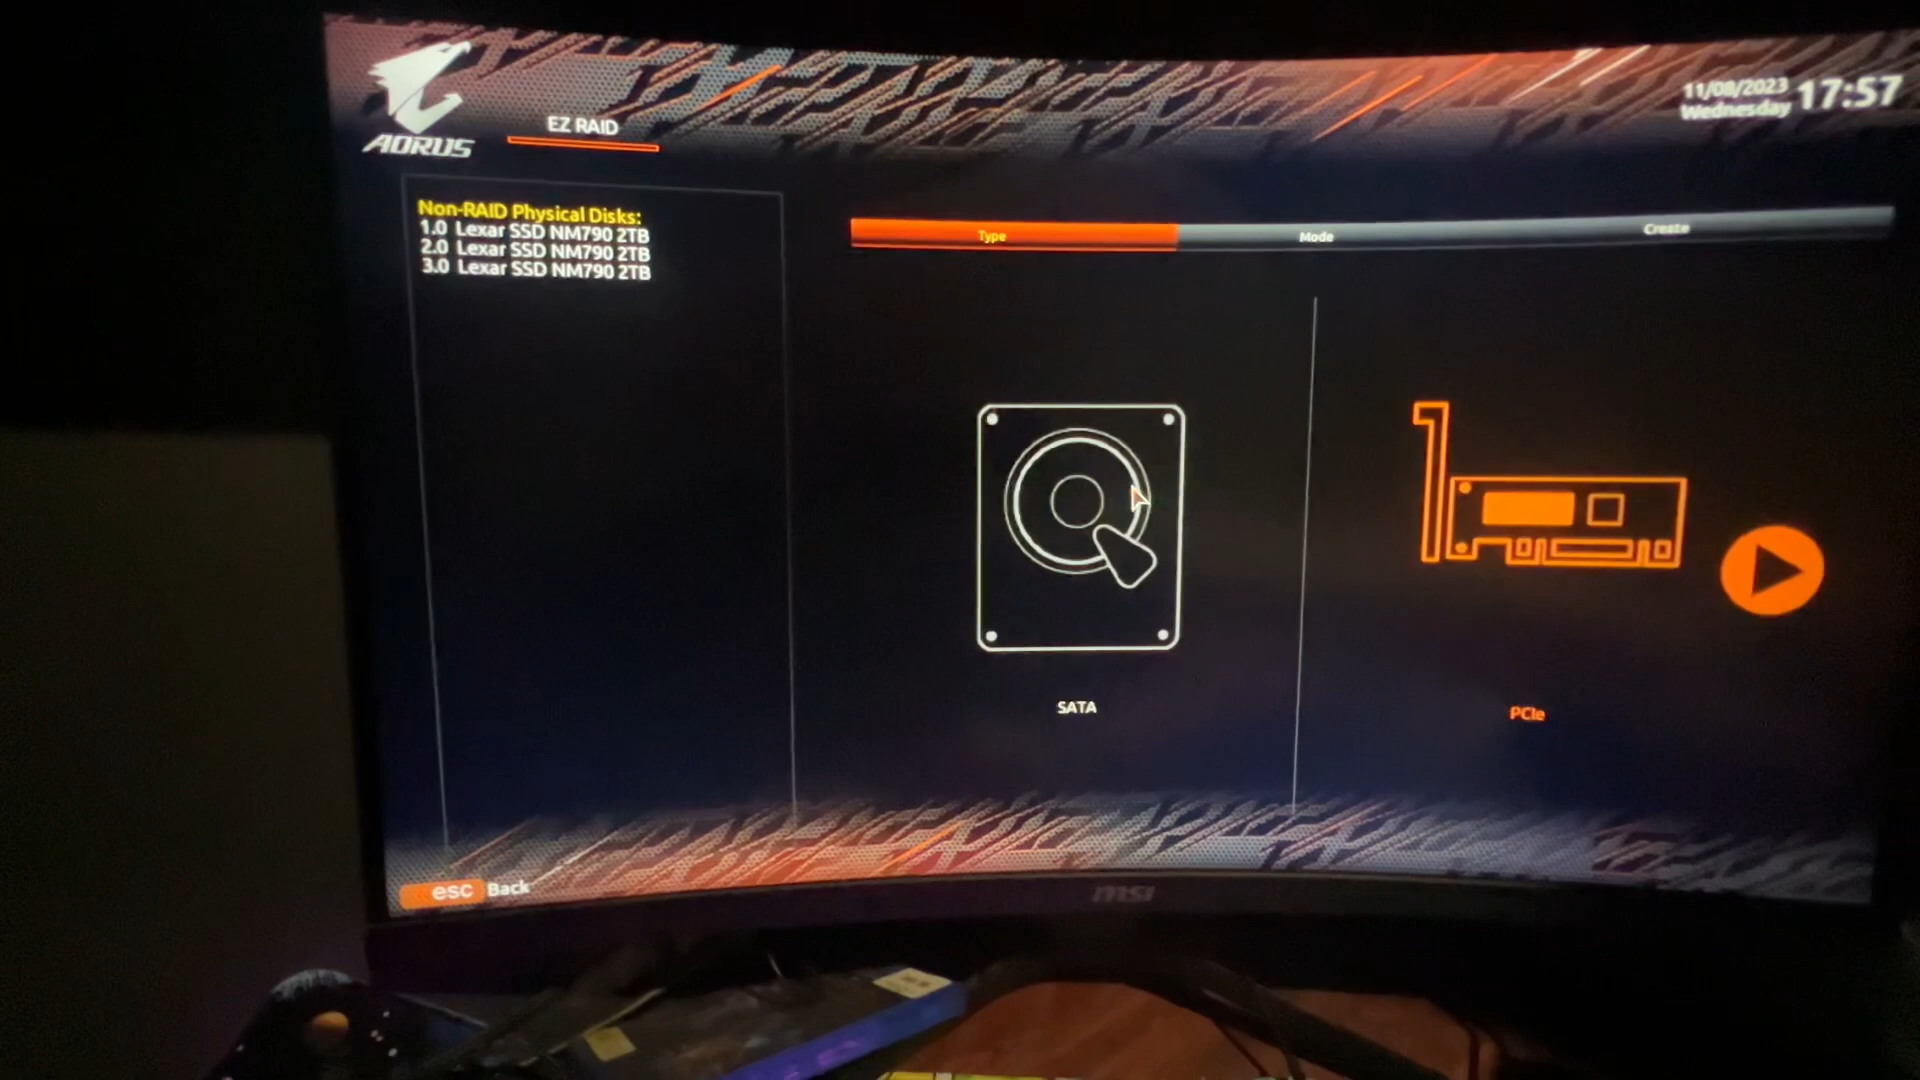 AORUS
EZ RAID
11/08/2023
Wednesday
17:57
Non-RAID Physical Disks:
1.0 Lexar SSD NM790 2TB
2.0 Lexar SSD NM790 2TB
3.0 Lexar SSD NM790 2TB
Type
Mode
Create
SATA
PCIe
esc Back
msi